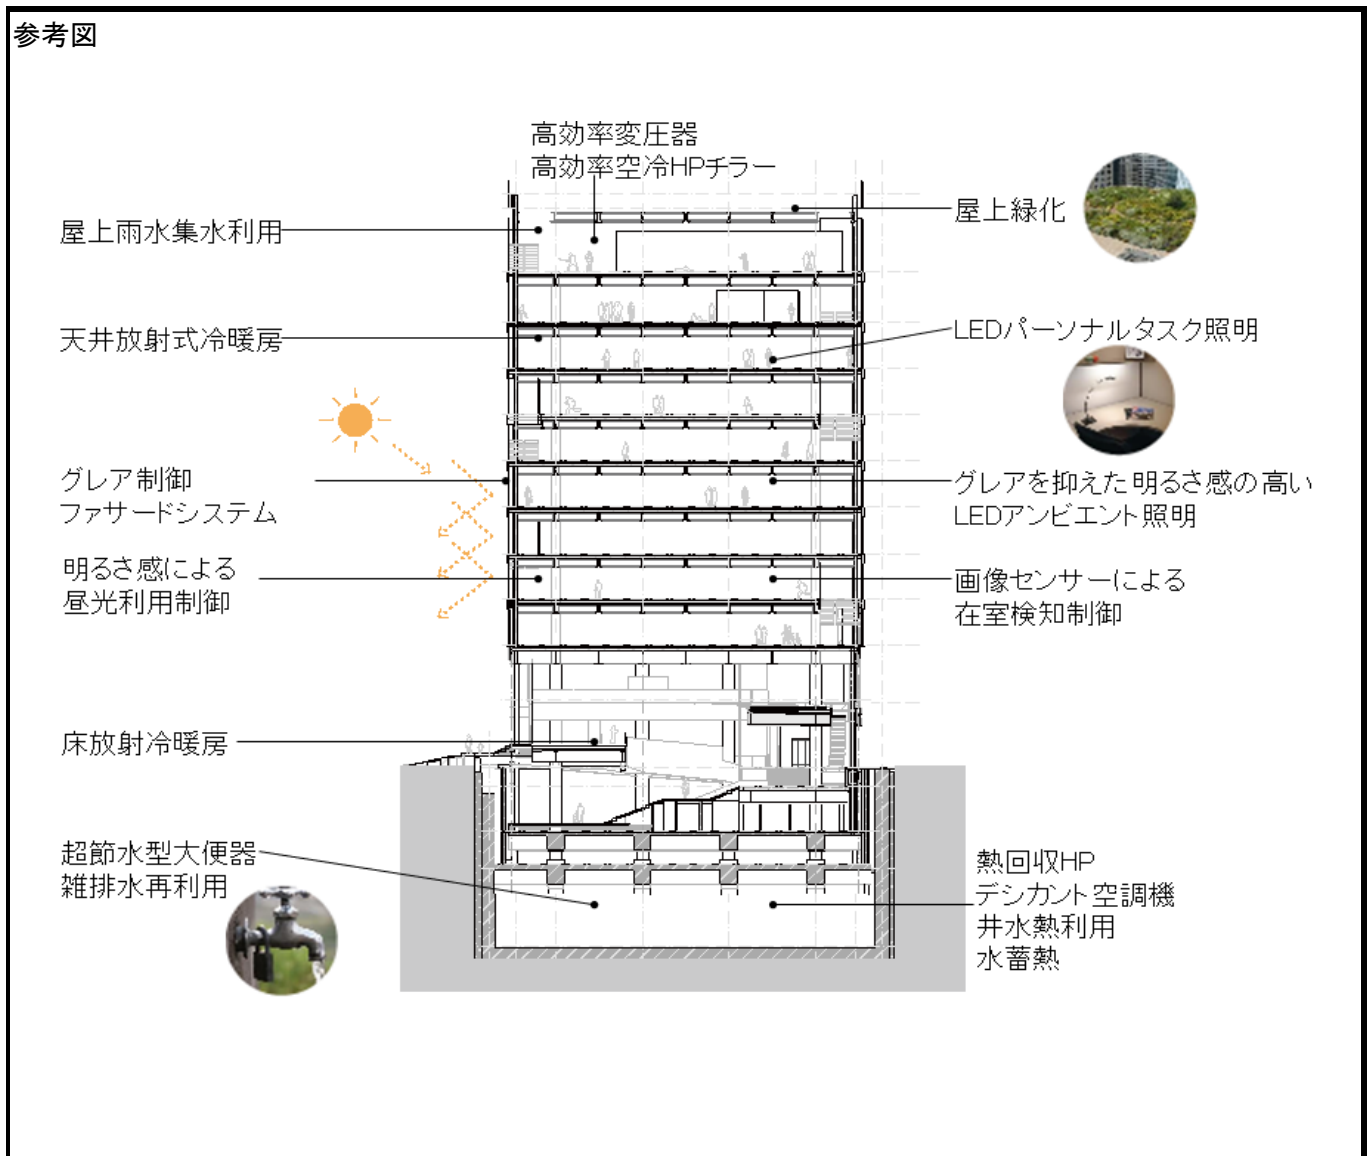 参考図
高効率変圧器
高効率空冷HPチラー
屋上雨水集水利用
屋上緑化
天井放射式冷暖房
LEDパーソナルタスク照明
グレア制御
ファサードシステム
グレアを抑えた明るさ感の高い
LEDアンビエント照明
明るさ感による
昼光利用制御
画像センサーによる
在室検知制御
床放射冷暖房
超節水型大便器
雑排水再利用
熱回収HP
デシカント空調機
井水熱利用
水蓄熱